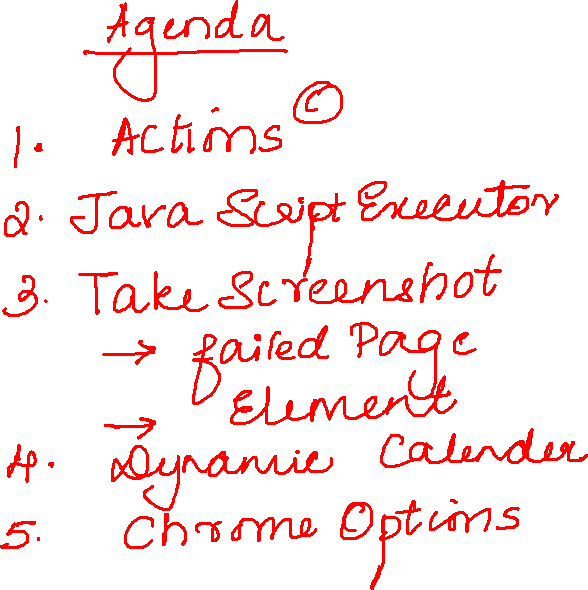 Agenda
1. Actions ©
2. Java Script Executor
3. Take Screenshot
→ failed Page
→ Element
4. Dynamic Calender
5. Chrome Options